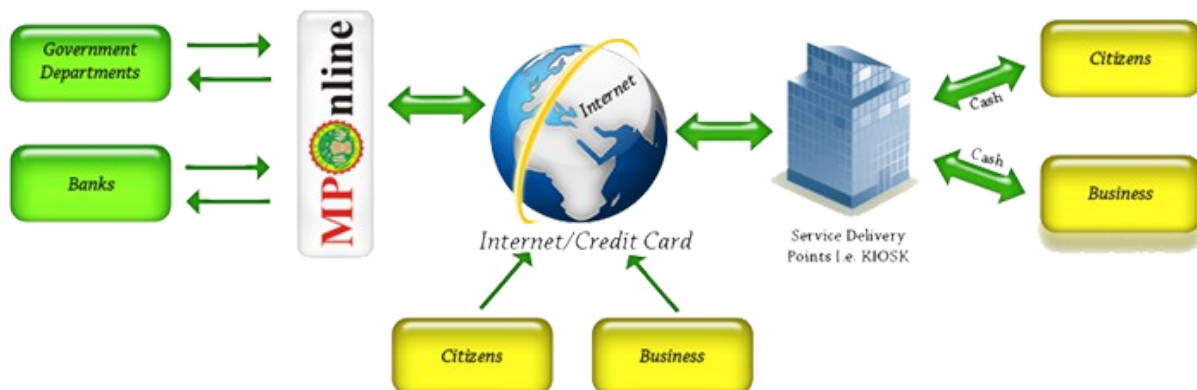 Government
Departments
Banks
MPOnline
Internet
Internet/Credit Card
Service Delivery
Points I.e. KIOSK
Cash
Cash
Citizens
Business
Citizens
Business